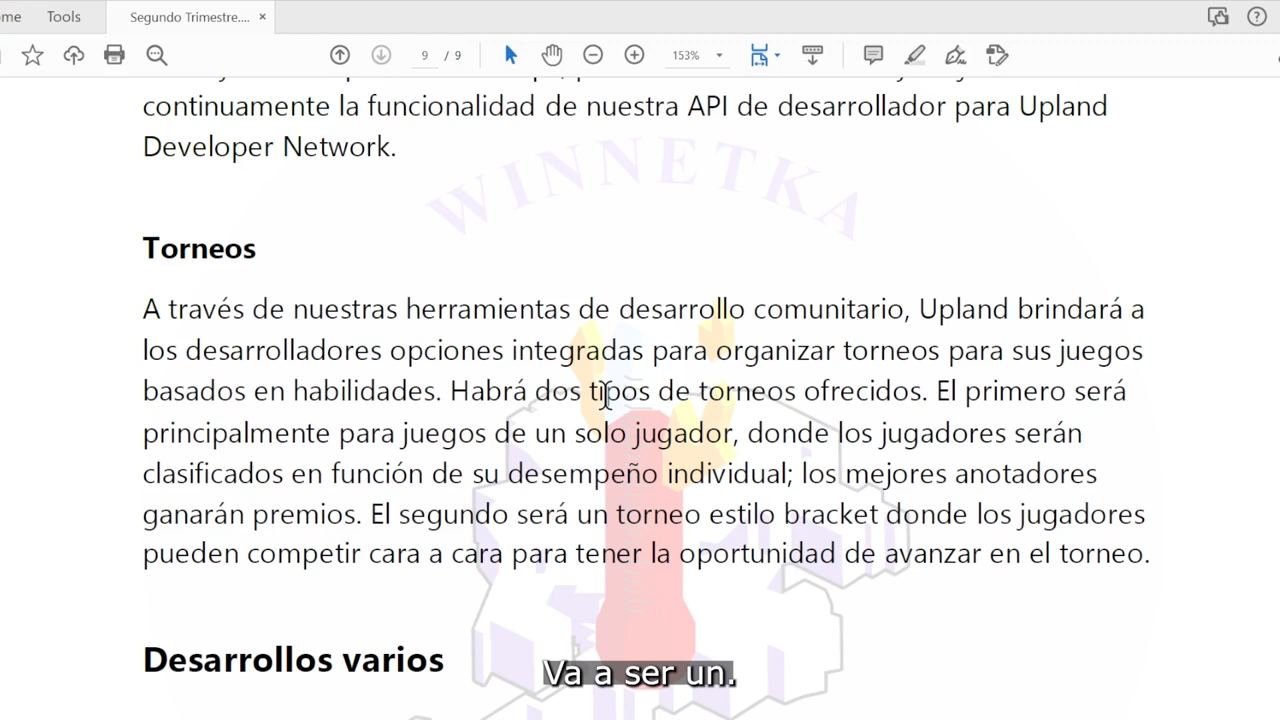 ome Tools Segundo Trimestre.... ×
9 / 9 153%
continuamente la funcionalidad de nuestra API de desarrollador para Upland
Developer Network.
WINNETKA
Torneos
A través de nuestras herramientas de desarrollo comunitario, Upland brindará a
los desarrolladores opciones integradas para organizar torneos para sus juegos
basados en habilidades. Habrá dos tipos de torneos ofrecidos. El primero será
principalmente para juegos de un solo jugador, donde los jugadores serán
clasificados en función de su desempeño individual; los mejores anotadores
ganarán premios. El segundo será un torneo estilo bracket donde los jugadores
pueden competir cara a cara para tener la oportunidad de avanzar en el torneo.
Desarrollos varios
Va a ser un.